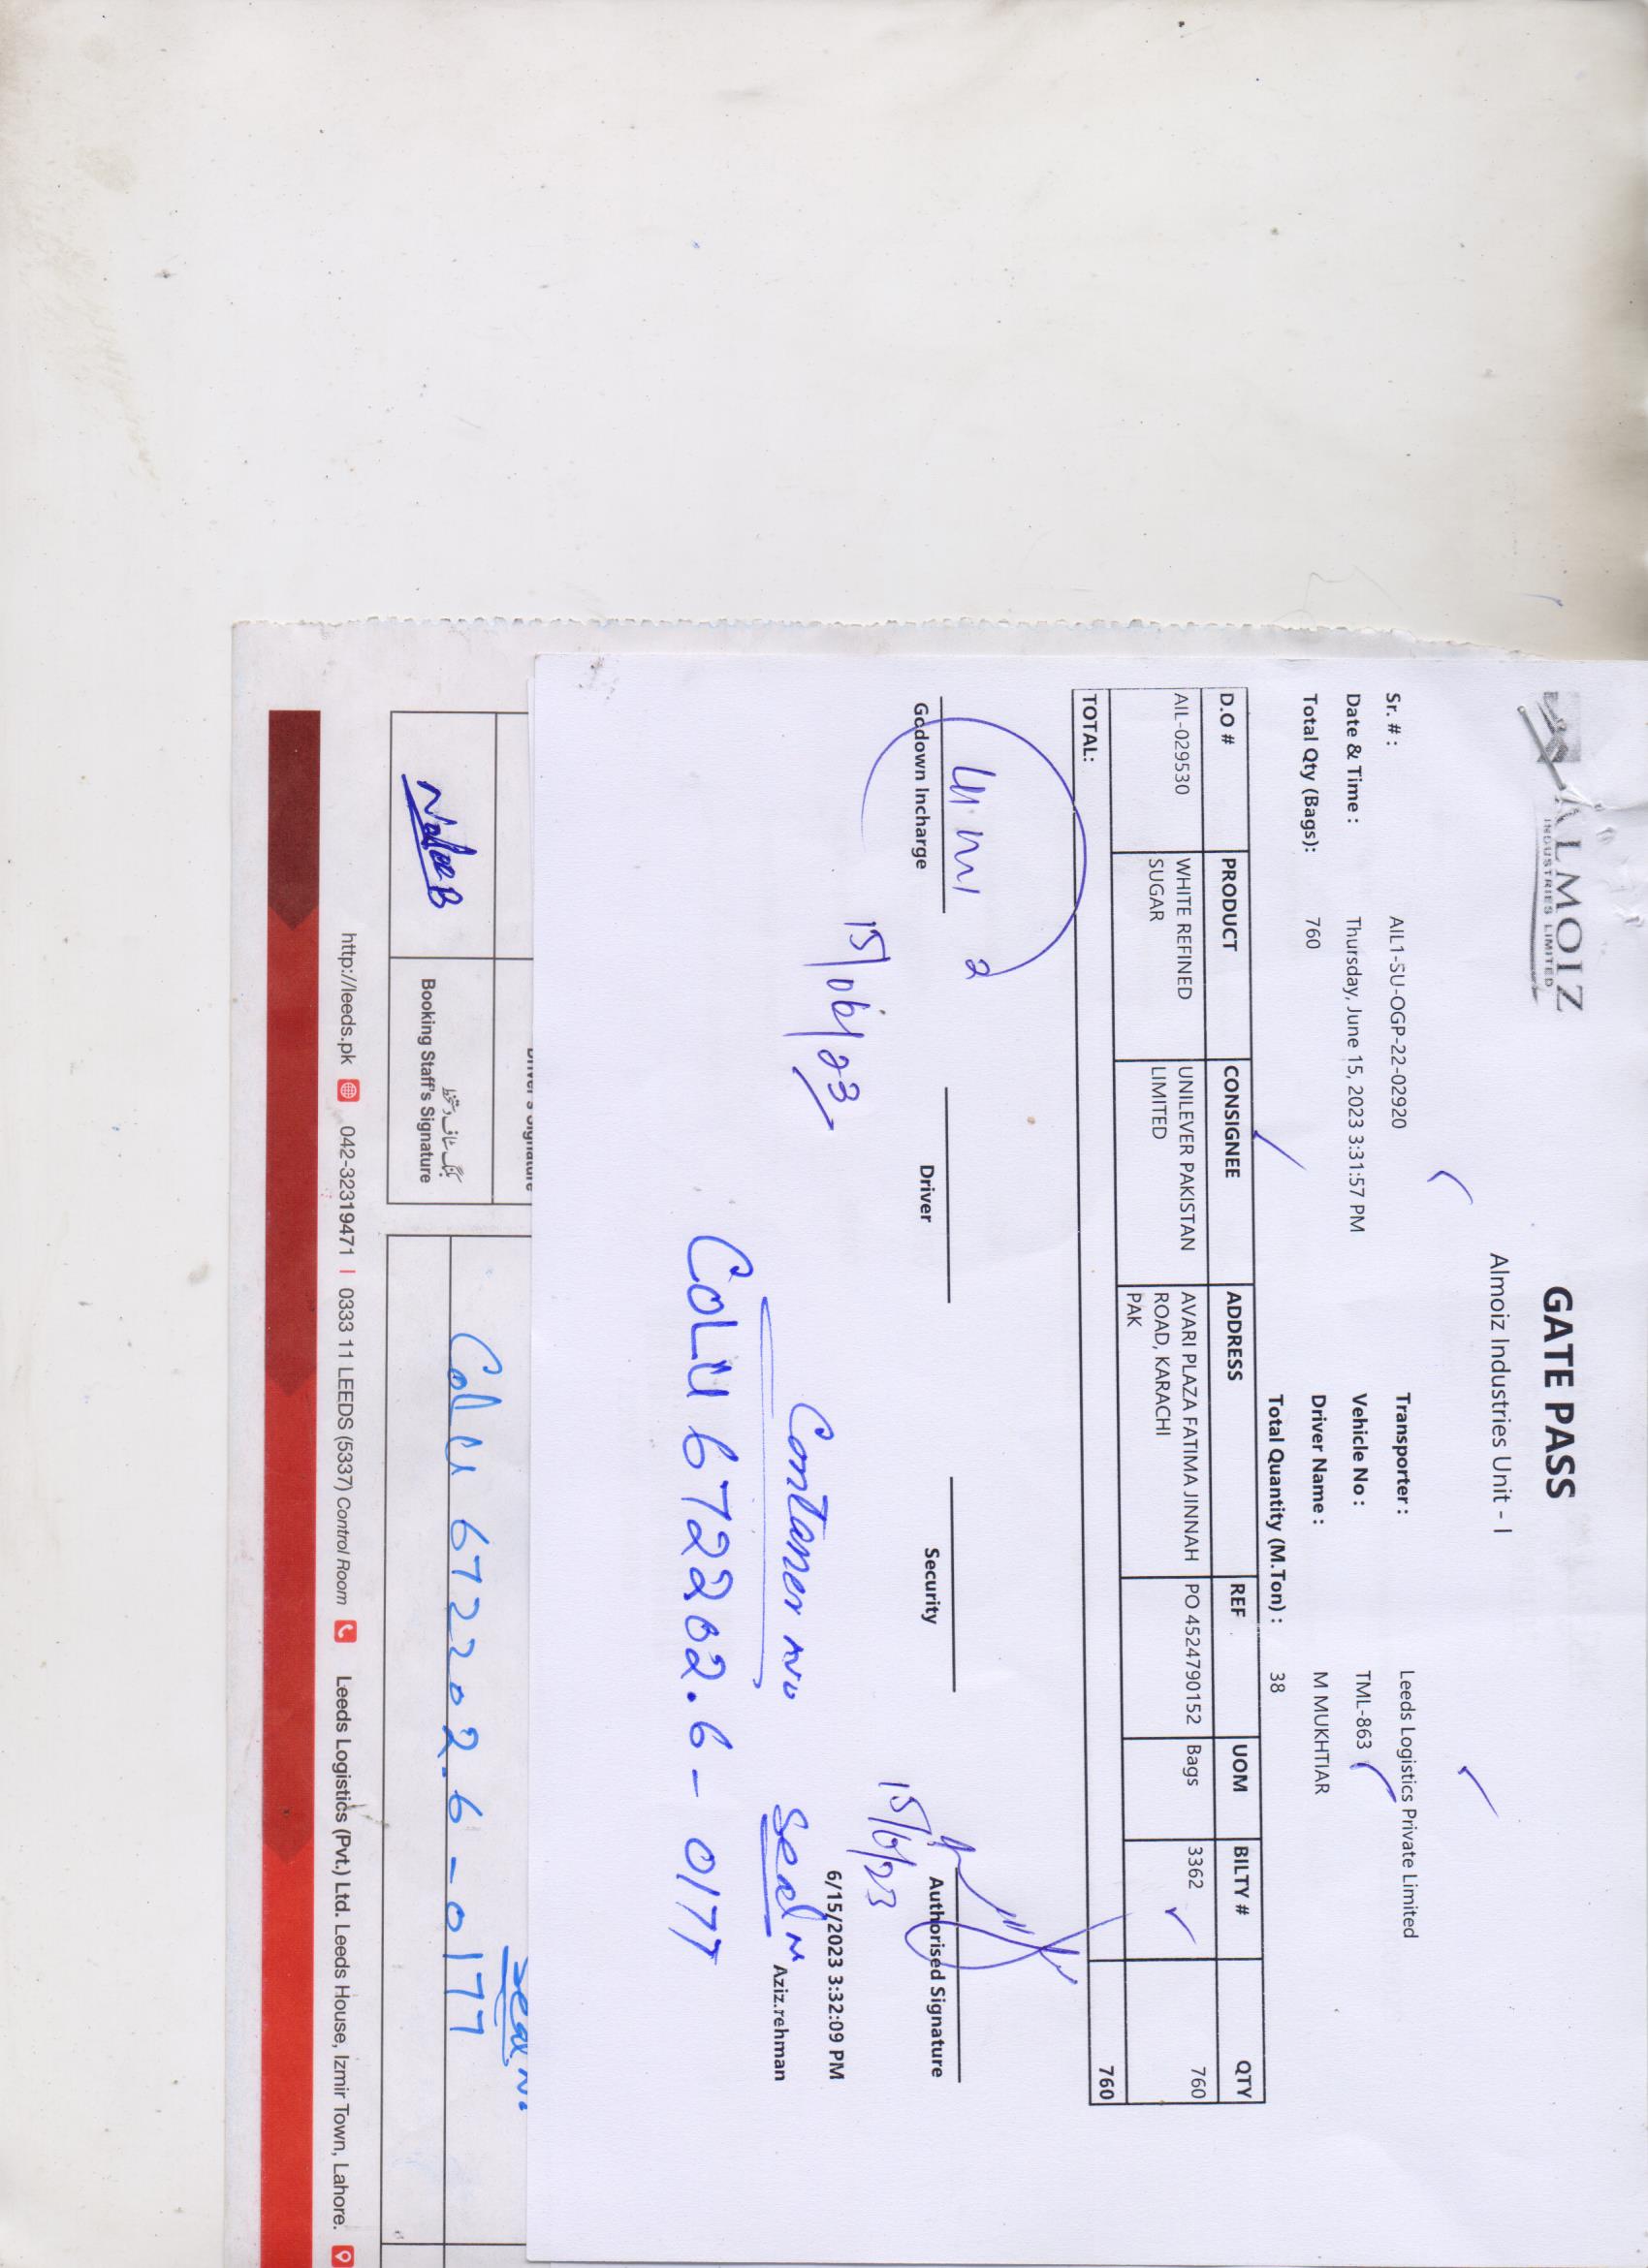 ALMOIZ
INDUSTRIES LIMITED
GATE PASS
Almoiz Industries Unit - I
Sr. # : AIL1-SU-OGP-22-02920 Transporter : Leeds Logistics Private Limited
Date & Time : Thursday, June 15, 2023 3:31:57 PM Vehicle No : TML-863
Total Qty (Bags): 760 Driver Name : M MUKHTIAR
Total Quantity (M.Ton) : 38
D.O # PRODUCT CONSIGNEE ADDRESS REF UOM BILTY # QTY
AIL-029530 WHITE REFINED UNILEVER PAKISTAN AVARI PLAZA FATIMA JINNAH PO 4524790152 Bags 3362 760
SUGAR LIMITED ROAD, KARACHI
PAK
TOTAL: 760
Godown Incharge Driver Security Authorised Signature
15/06/23 15/6/23
6/15/2023 3:32:09 PM
Contaner no Seal N
Aziz.rehman
COLU 672202.6 - 0177
Driver's Signature
Seal N.
Colu 672202.6 - 0177
بکنگ سٹاف دستخط
Booking Staff's Signature
http://leeds.pk 042-32319471 | 0333 11 LEEDS (5337) Control Room Leeds Logistics (Pvt.) Ltd. Leeds House, Izmir Town, Lahore.